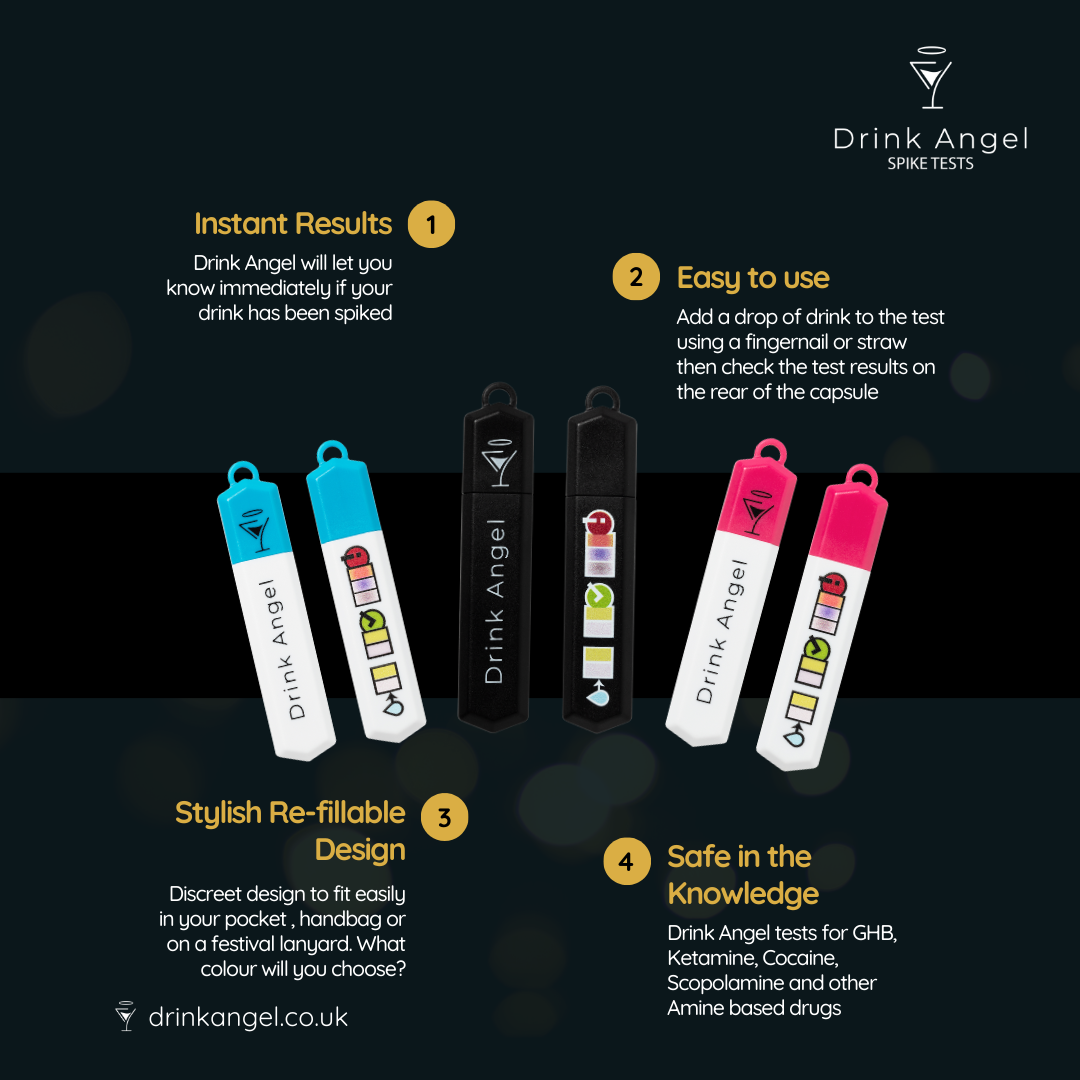 Drink Angel
SPIKE TESTS
Instant Results
1
Drink Angel will let you
know immediately if your
drink has been spiked
2
Easy to use
Add a drop of drink to the test
using a fingernail or straw
then check the test results on
the rear of the capsule
Drink Angel
Drink Angel
Drink Angel
Stylish Re-fillable
Design
3
Discreet design to fit easily
in your pocket , handbag or
on a festival lanyard. What
colour will you choose?
4
Safe in the
Knowledge
Drink Angel tests for GHB,
Ketamine, Cocaine,
Scopolamine and other
Amine based drugs
drinkangel.co.uk